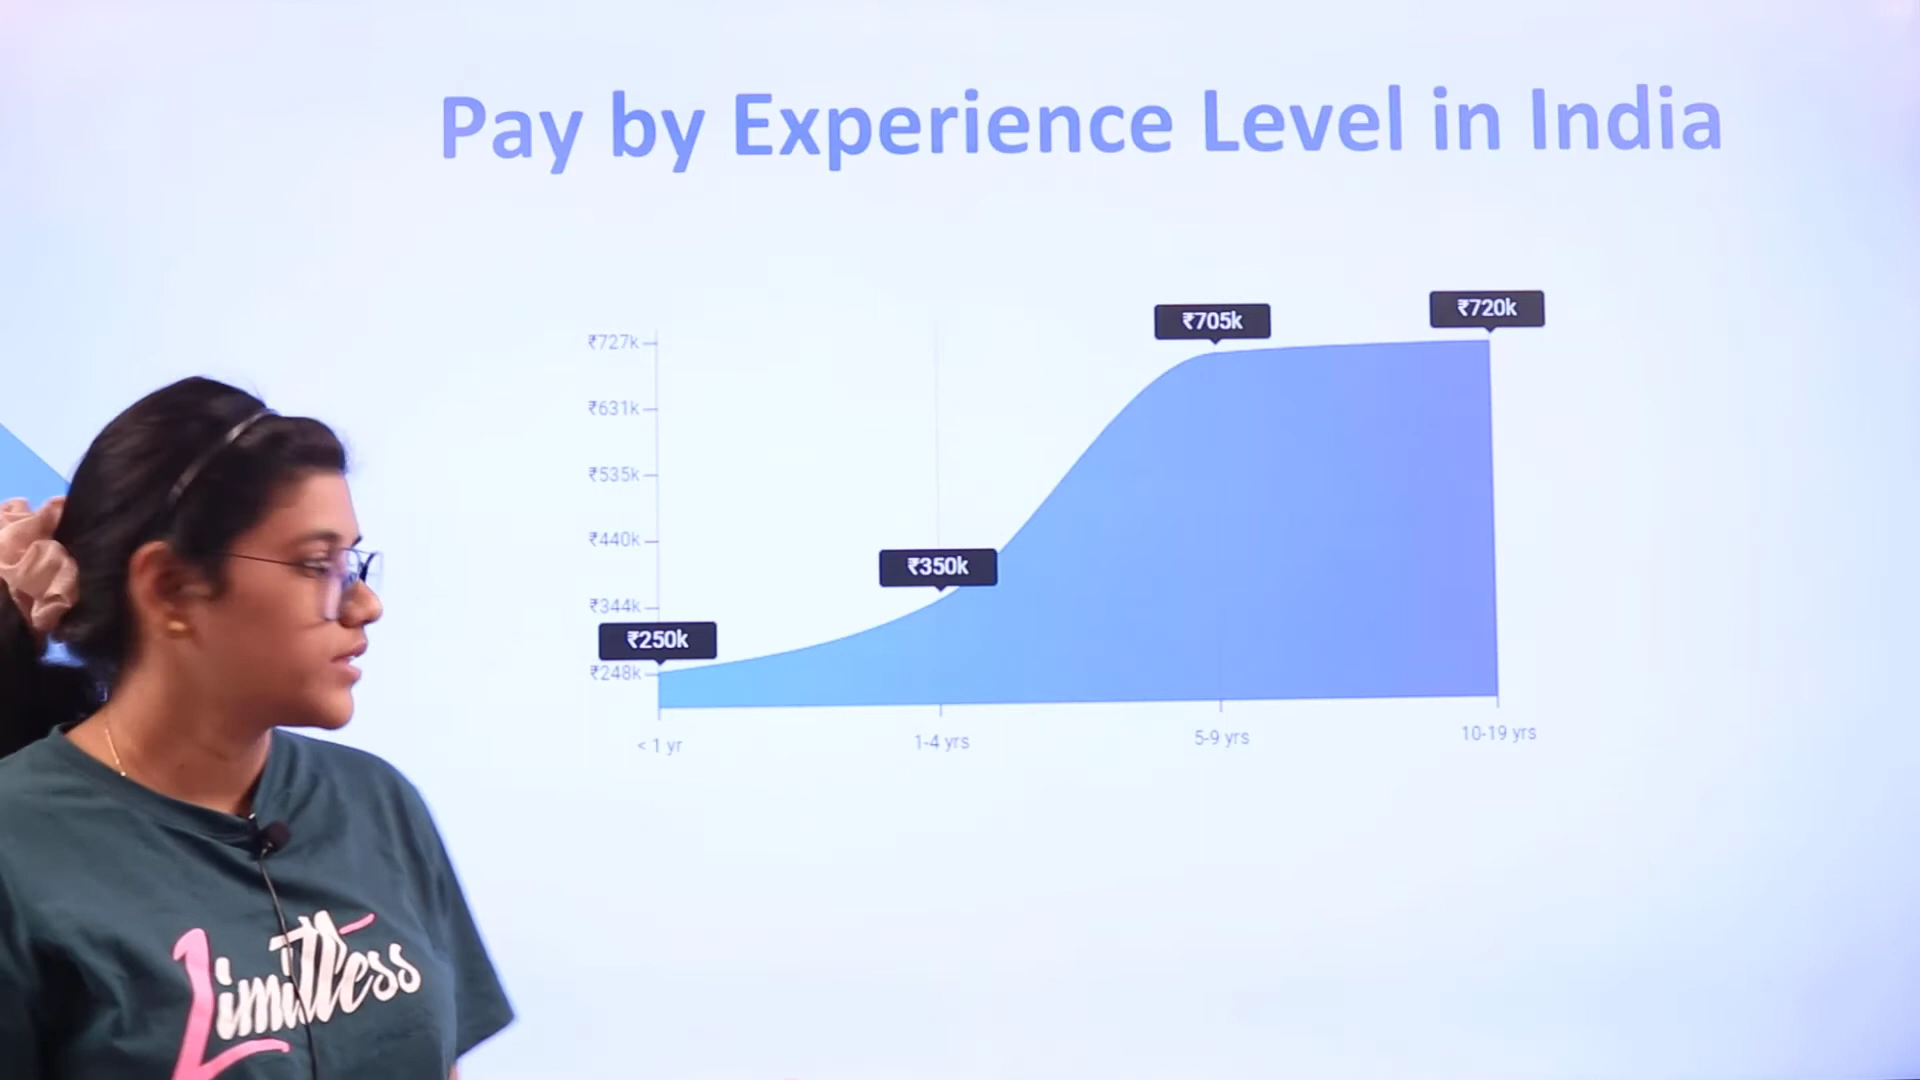 Pay by Experience Level in India
₹727k
₹631k
₹535k
₹440k
₹344k
₹248k
₹250k
₹350k
₹705k
₹720k
< 1 yr
1-4 yrs
5-9 yrs
10-19 yrs
Limitless